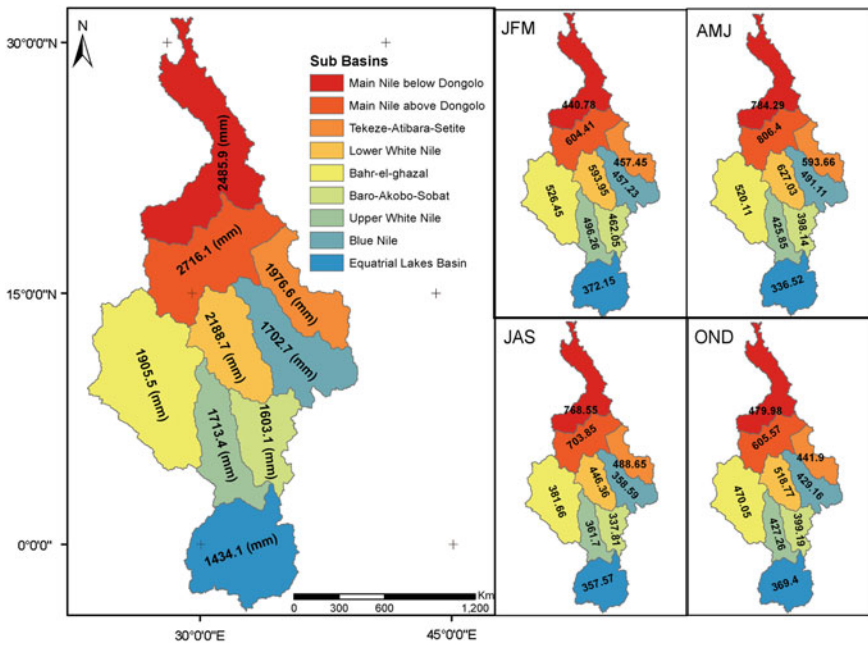 N
30°0'0"N
15°0'0"N
0°0'0"
30°0'0"E
45°0'0"E
Sub Basins
Main Nile below Dongolo
Main Nile above Dongolo
Tekeze-Atibara-Setite
Lower White Nile
Bahr-el-ghazal
Baro-Akobo-Sobat
Upper White Nile
Blue Nile
Equatrial Lakes Basin
2485.9 (mm)
2716.1 (mm)
1976.6 (mm)
2188.7 (mm)
1702.7 (mm)
1905.5 (mm)
1713.4 (mm)
1603.1 (mm)
1434.1 (mm)
Km
0 300 600 1,200
JFM
440.78
604.41
457.45
593.95
457.23
526.45
496.26
462.05
372.15
AMJ
784.29
806.4
593.66
627.03
491.11
520.11
425.85
398.14
336.52
JAS
768.55
703.85
488.65
446.36
358.59
381.66
361.7
337.81
357.57
OND
479.98
605.57
441.9
518.77
429.16
470.05
427.26
399.19
369.4